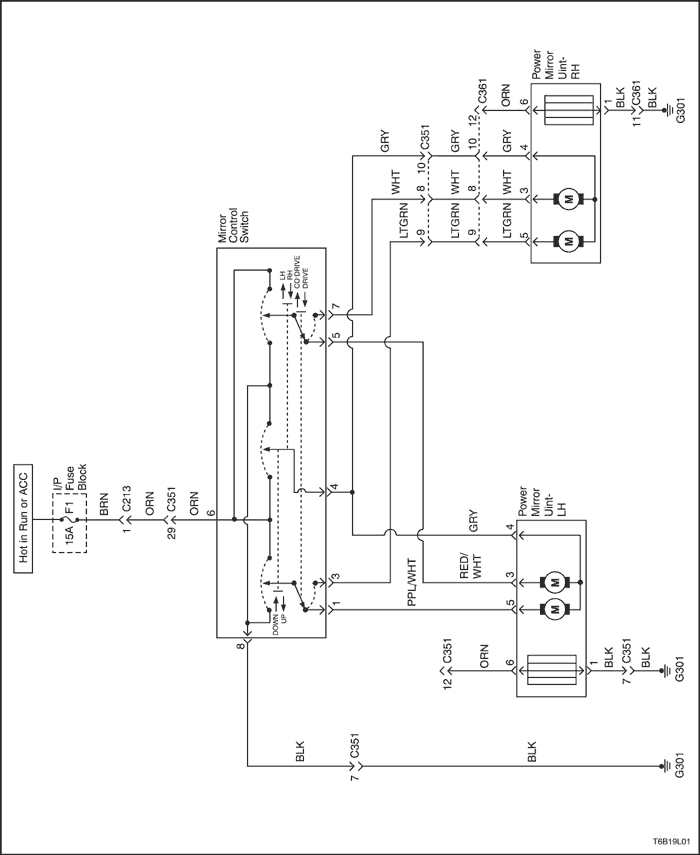 Hot in Run or ACC
I/P
Fuse
Block
F1
15A
BRN
1
C213
ORN
29
C351
ORN
6
Mirror
Control
Switch
DOWN
UP
LH
RH
CO-DRIVE
DRIVE
8
1
3
4
5
7
BLK
7
C351
BLK
G301
PPL/WHT
RED/
WHT
GRY
12
C351
ORN
6
5
3
4
Power
Mirror
Uint-
LH
M
M
1
BLK
7
C351
BLK
G301
LTGRN
WHT
GRY
9
8
10
C351
LTGRN
WHT
GRY
9
8
10
12
C361
LTGRN
WHT
GRY
ORN
5
3
4
6
Power
Mirror
Uint-
RH
M
M
1
BLK
11
C361
BLK
G301
T6B19L01